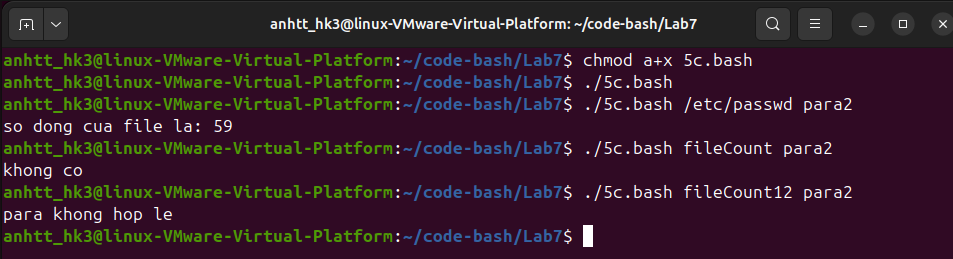 anhtt_hk3@linux-VMware-Virtual-Platform: ~/code-bash/Lab7
anhtt_hk3@linux-VMware-Virtual-Platform:~/code-bash/Lab7$ chmod a+x 5c.bash
anhtt_hk3@linux-VMware-Virtual-Platform:~/code-bash/Lab7$ ./5c.bash
anhtt_hk3@linux-VMware-Virtual-Platform:~/code-bash/Lab7$ ./5c.bash /etc/passwd para2
so dong cua file la: 59
anhtt_hk3@linux-VMware-Virtual-Platform:~/code-bash/Lab7$ ./5c.bash fileCount para2
khong co
anhtt_hk3@linux-VMware-Virtual-Platform:~/code-bash/Lab7$ ./5c.bash fileCount12 para2
para khong hop le
anhtt_hk3@linux-VMware-Virtual-Platform:~/code-bash/Lab7$